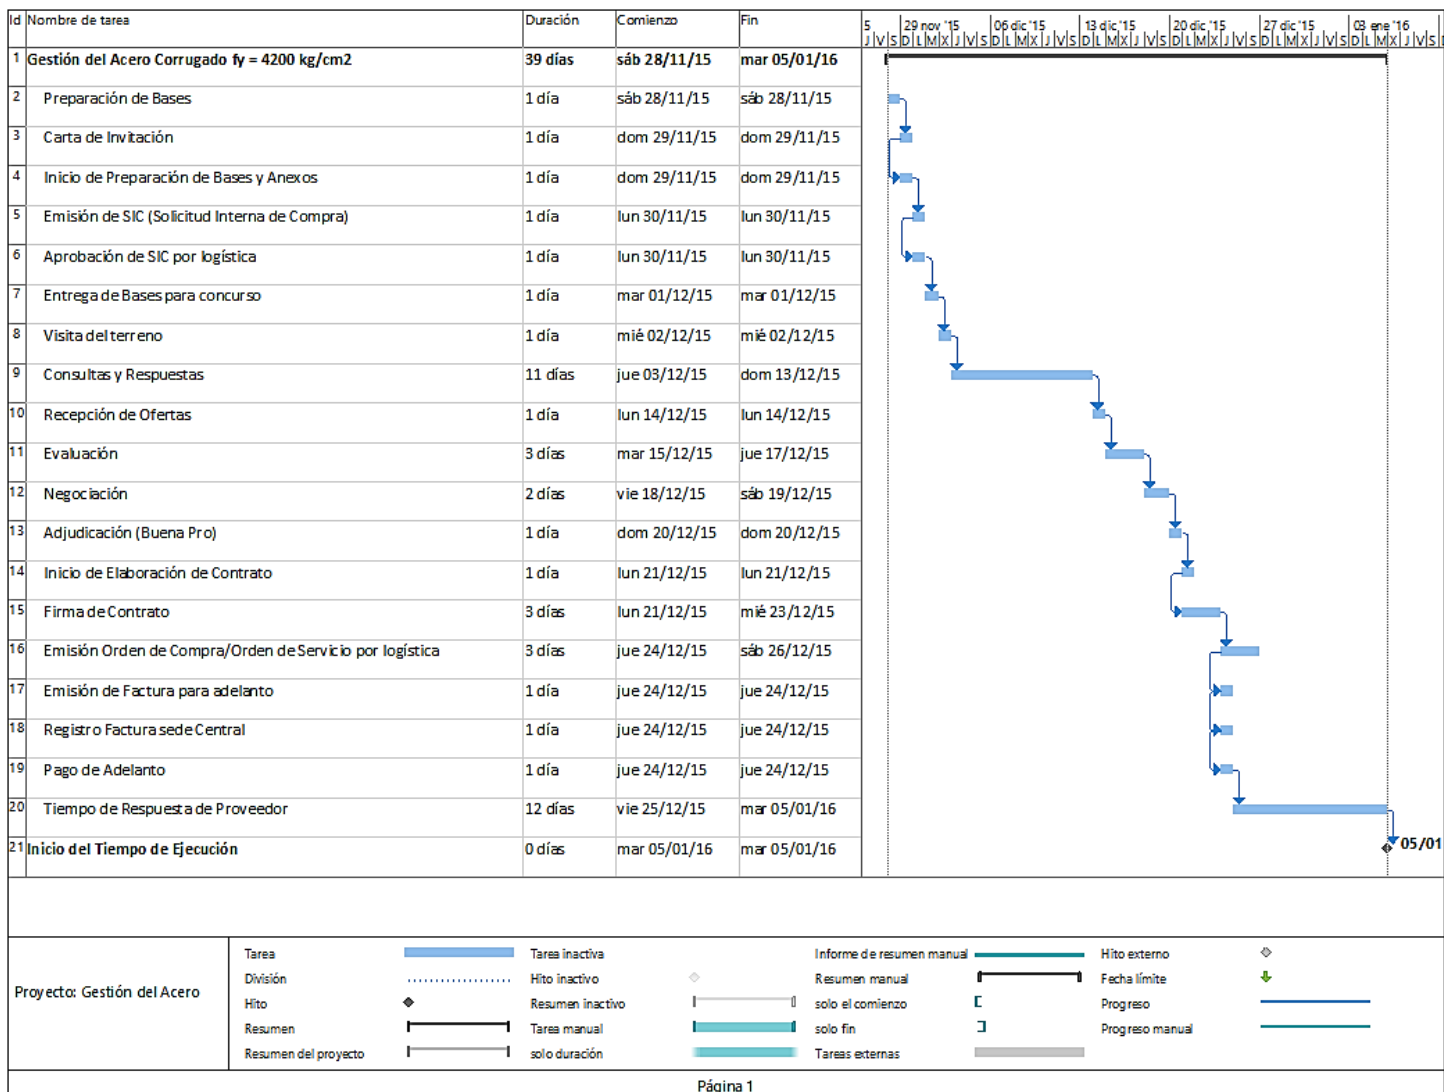 Id Nombre de tarea Duración Comienzo Fin
5 29 nov '15 06 dic '15 13 dic '15 20 dic '15 27 dic '15 03 ene '16
J V S D L M X J V S D L M X J V S D L M X J V S D L M X J V S D L M X J V S D L M X J V S
1 Gestión del Acero Corrugado fy = 4200 kg/cm2 39 días sáb 28/11/15 mar 05/01/16
2 Preparación de Bases 1 día sáb 28/11/15 sáb 28/11/15
3 Carta de Invitación 1 día dom 29/11/15 dom 29/11/15
4 Inicio de Preparación de Bases y Anexos 1 día dom 29/11/15 dom 29/11/15
5 Emisión de SIC (Solicitud Interna de Compra) 1 día lun 30/11/15 lun 30/11/15
6 Aprobación de SIC por logística 1 día lun 30/11/15 lun 30/11/15
7 Entrega de Bases para concurso 1 día mar 01/12/15 mar 01/12/15
8 Visita del terreno 1 día mié 02/12/15 mié 02/12/15
9 Consultas y Respuestas 11 días jue 03/12/15 dom 13/12/15
10 Recepción de Ofertas 1 día lun 14/12/15 lun 14/12/15
11 Evaluación 3 días mar 15/12/15 jue 17/12/15
12 Negociación 2 días vie 18/12/15 sáb 19/12/15
13 Adjudicación (Buena Pro) 1 día dom 20/12/15 dom 20/12/15
14 Inicio de Elaboración de Contrato 1 día lun 21/12/15 lun 21/12/15
15 Firma de Contrato 3 días lun 21/12/15 mié 23/12/15
16 Emisión Orden de Compra/Orden de Servicio por logística 3 días jue 24/12/15 sáb 26/12/15
17 Emisión de Factura para adelanto 1 día jue 24/12/15 jue 24/12/15
18 Registro Factura sede Central 1 día jue 24/12/15 jue 24/12/15
19 Pago de Adelanto 1 día jue 24/12/15 jue 24/12/15
20 Tiempo de Respuesta de Proveedor 12 días vie 25/12/15 mar 05/01/16
21 Inicio del Tiempo de Ejecución 0 días mar 05/01/16 mar 05/01/16 05/01
Proyecto: Gestión del Acero
Tarea Tarea inactiva Informe de resumen manual Hito externo
División Hito inactivo Resumen manual Fecha límite
Hito Resumen inactivo solo el comienzo Progreso
Resumen Tarea manual solo fin Progreso manual
Resumen del proyecto solo duración Tareas externas
Página 1